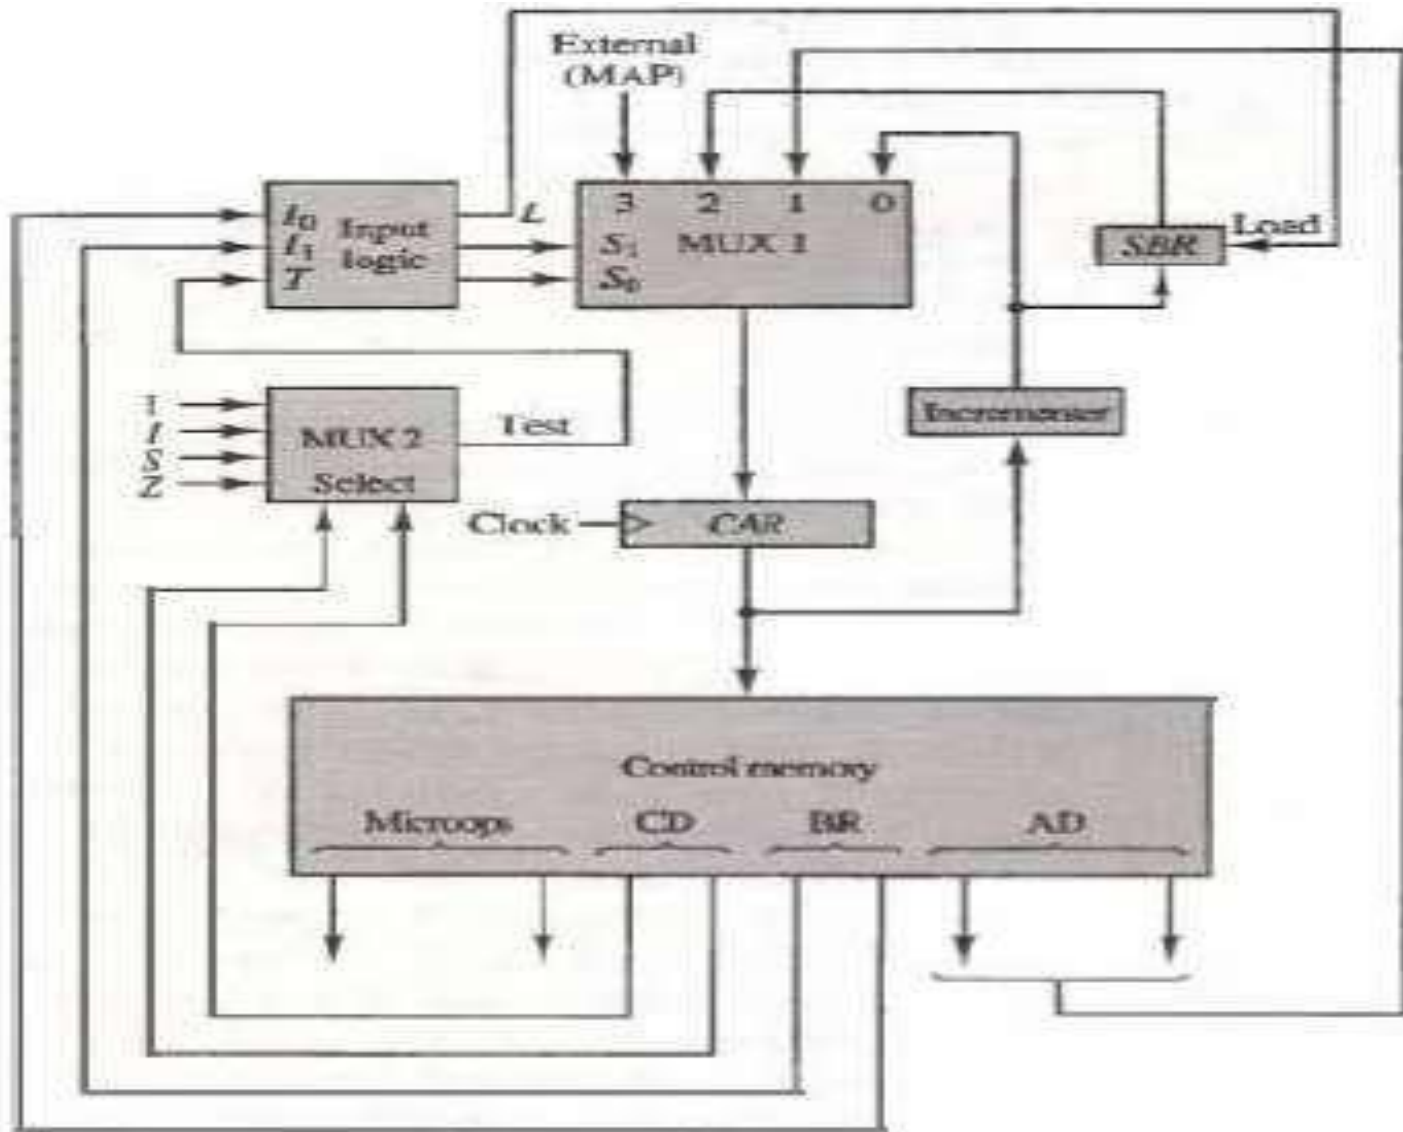 External
(MAP)
I0
I1
T
Input
logic
L
3 2 1 0
S1
S0
MUX 1
SBR
Load
1
I
S
Z
MUX 2
Select
Test
Incrementer
Clock
CAR
Control memory
Microops CD BR AD